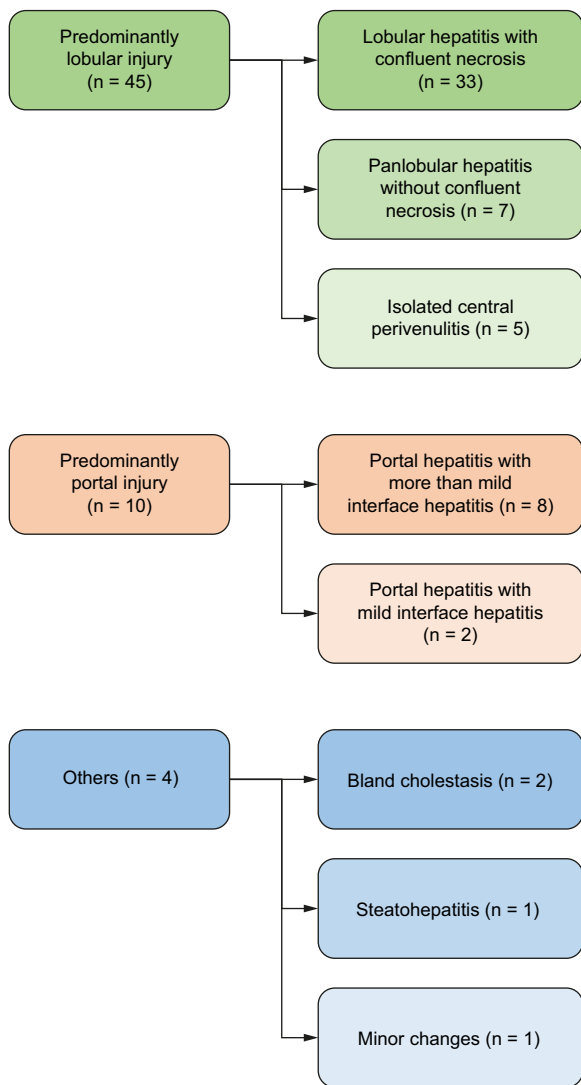 Predominantly
lobular injury
(n = 45)
Lobular hepatitis with
confluent necrosis
(n = 33)
Panlobular hepatitis
without confluent
necrosis (n = 7)
Isolated central
perivenulitis (n = 5)
Predominantly
portal injury
(n = 10)
Portal hepatitis with
more than mild
interface hepatitis (n = 8)
Portal hepatitis with
mild interface hepatitis
(n = 2)
Others (n = 4)
Bland cholestasis (n = 2)
Steatohepatitis (n = 1)
Minor changes (n = 1)